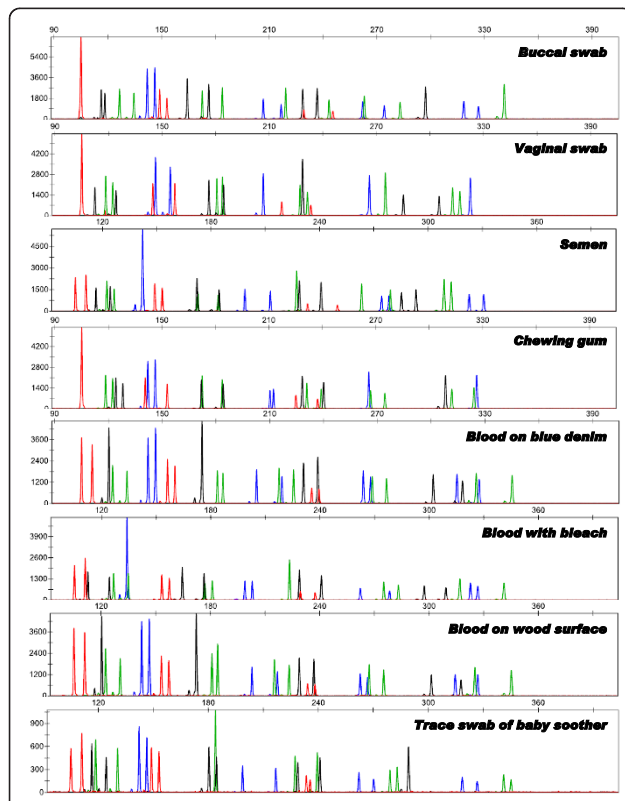 90 150 210 270 330 390
5400
3600
1800
0
Buccal swab
90 150 210 270 330 390
4200
2800
1400
0
Vaginal swab
120 180 240 300 360
4500
3000
1500
0
Semen
90 150 210 270 330 390
4200
2800
1400
0
Chewing gum
90 150 210 270 330 390
3600
2400
1200
0
Blood on blue denim
120 180 240 300 360
3900
2600
1300
0
Blood with bleach
120 180 240 300 360
3600
2400
1200
0
Blood on wood surface
120 180 240 300 360
900
600
300
0
Trace swab of baby soother